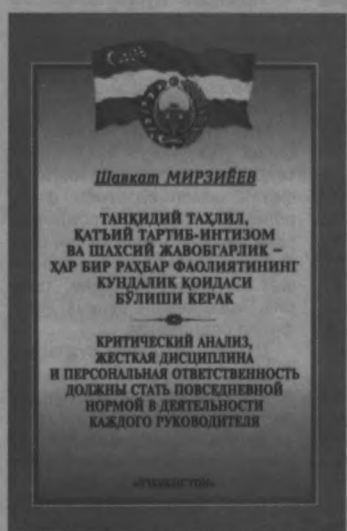 Шавкат МИРЗИЁЕВ
ТАНҚИДИЙ ТАҲЛИЛ,
ҚАТЪИЙ ТАРТИБ-ИНТИЗОМ
ВА ШАХСИЙ ЖАВОБГАРЛИК –
ҲАР БИР РАҲБАР ФАОЛИЯТИНИНГ
КУНДАЛИК ҚОИДАСИ
БЎЛИШИ КЕРАК
КРИТИЧЕСКИЙ АНАЛИЗ,
ЖЕСТКАЯ ДИСЦИПЛИНА
И ПЕРСОНАЛЬНАЯ ОТВЕТСТВЕННОСТЬ
ДОЛЖНЫ СТАТЬ ПОВСЕДНЕВНОЙ
НОРМОЙ В ДЕЯТЕЛЬНОСТИ
КАЖДОГО РУКОВОДИТЕЛЯ
«ЎЗБЕКИСТОН»